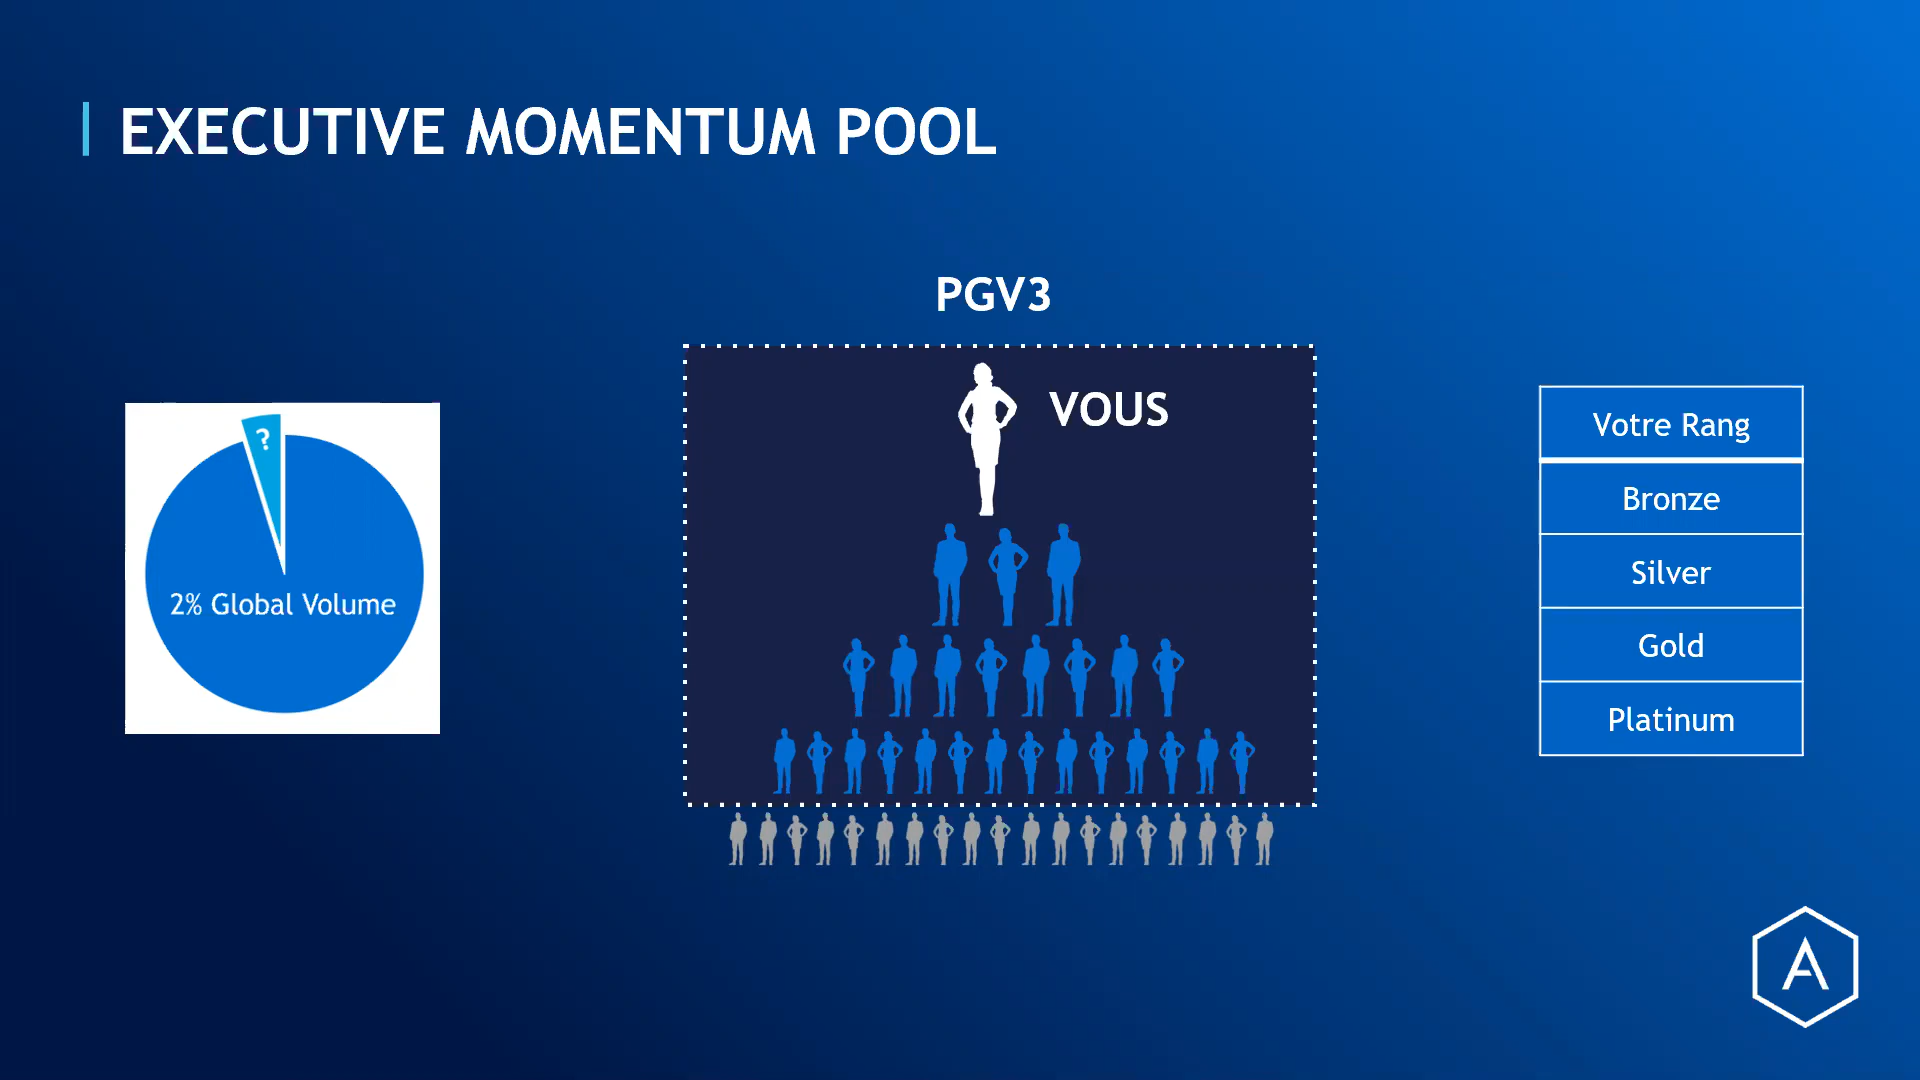 EXECUTIVE MOMENTUM POOL
PGV3
VOUS
?
2% Global Volume
Votre Rang
Bronze
Silver
Gold
Platinum
A